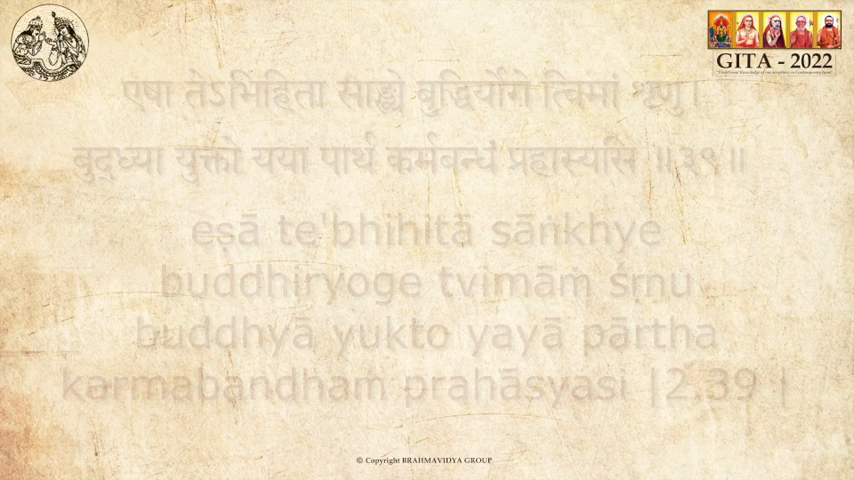 GITA - 2022
एषा तेऽभिहिता साङ्ख्ये बुद्धिर्योगे त्विमां शृणु।
बुद्ध्या युक्तो यया पार्थ कर्मबन्धं प्रहास्यसि ॥३९॥
eṣā te'bhihitā sāṅkhye
buddhiryoge tvimāṁ śṛnu
buddhyā yukto yayā pārtha
karmabandhaṁ prahāsyasi |2.39 |
© Copyright BRAHMAVIDYA GROUP